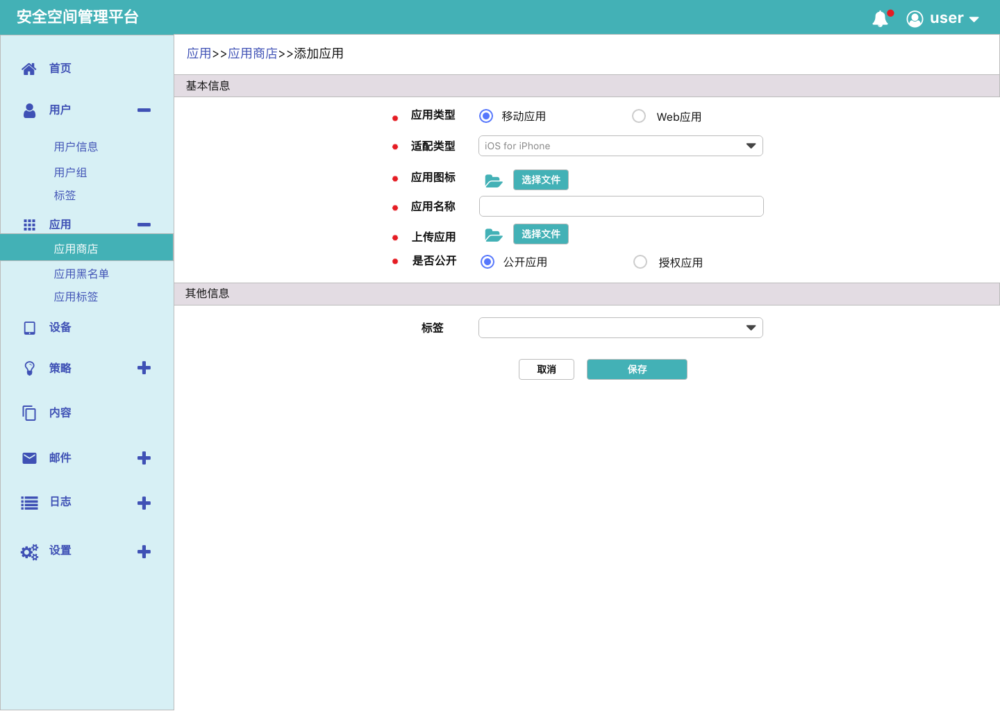 安全空间管理平台
user
首页
用户
用户信息
用户组
标签
应用
应用商店
应用黑名单
应用标签
设备
策略
内容
邮件
日志
设置
应用>>应用商店>>添加应用
基本信息
应用类型 移动应用 Web应用
适配类型 iOS for iPhone
应用图标 选择文件
应用名称
上传应用 选择文件
是否公开 公开应用 授权应用
其他信息
标签
取消 保存